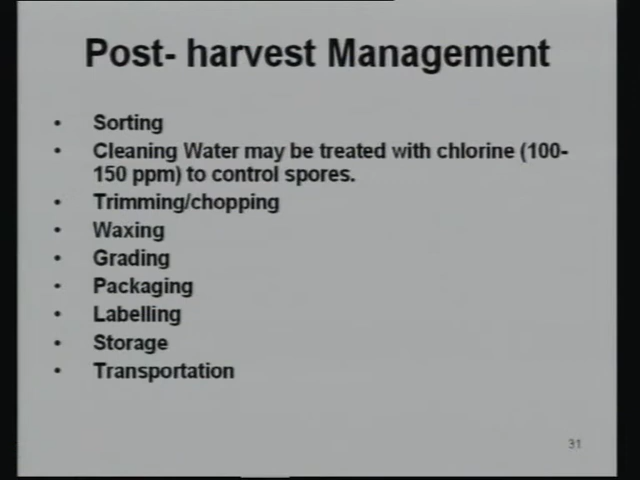 Post- harvest Management
• Sorting
• Cleaning Water may be treated with chlorine (100-
150 ppm) to control spores.
• Trimming/chopping
• Waxing
• Grading
• Packaging
• Labelling
• Storage
• Transportation
31